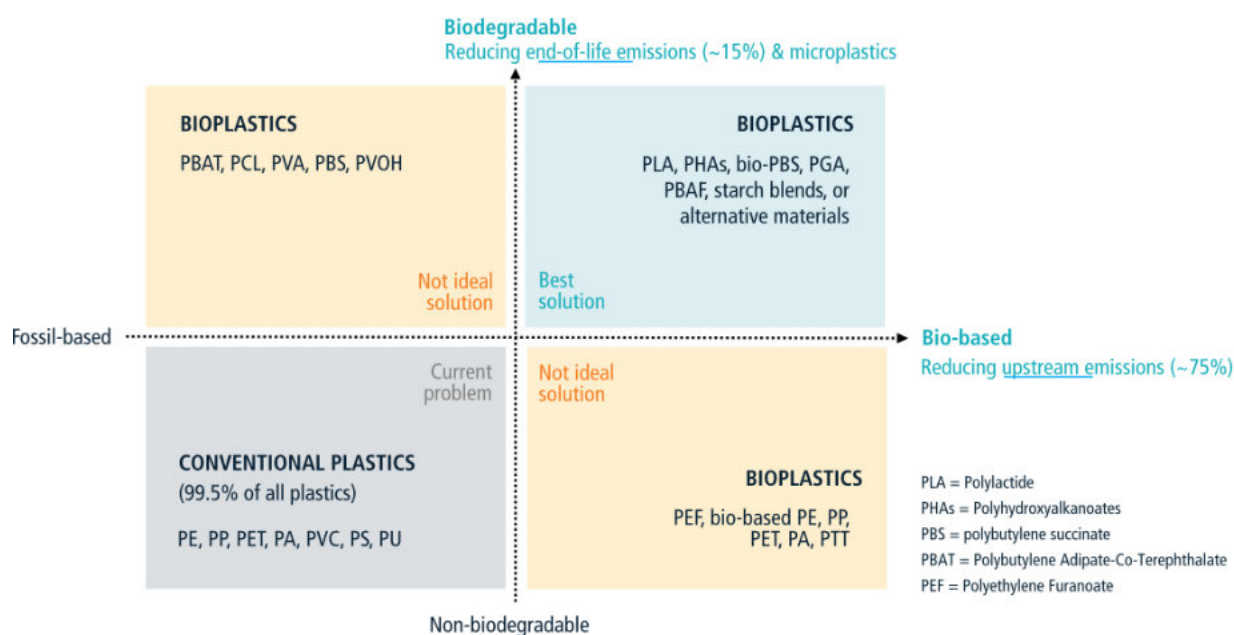 Biodegradable
Reducing end-of-life emissions (~15%) & microplastics
BIOPLASTICS
PBAT, PCL, PVA, PBS, PVOH
Not ideal
solution
BIOPLASTICS
PLA, PHAs, bio-PBS, PGA,
PBAF, starch blends, or
alternative materials
Best
solution
Fossil-based
Bio-based
Reducing upstream emissions (~75%)
Current
problem
CONVENTIONAL PLASTICS
(99.5% of all plastics)
PE, PP, PET, PA, PVC, PS, PU
Not ideal
solution
BIOPLASTICS
PEF, bio-based PE, PP,
PET, PA, PTT
PLA = Polylactide
PHAs = Polyhydroxyalkanoates
PBS = polybutylene succinate
PBAT = Polybutylene Adipate-Co-Terephthalate
PEF = Polyethylene Furanoate
Non-biodegradable